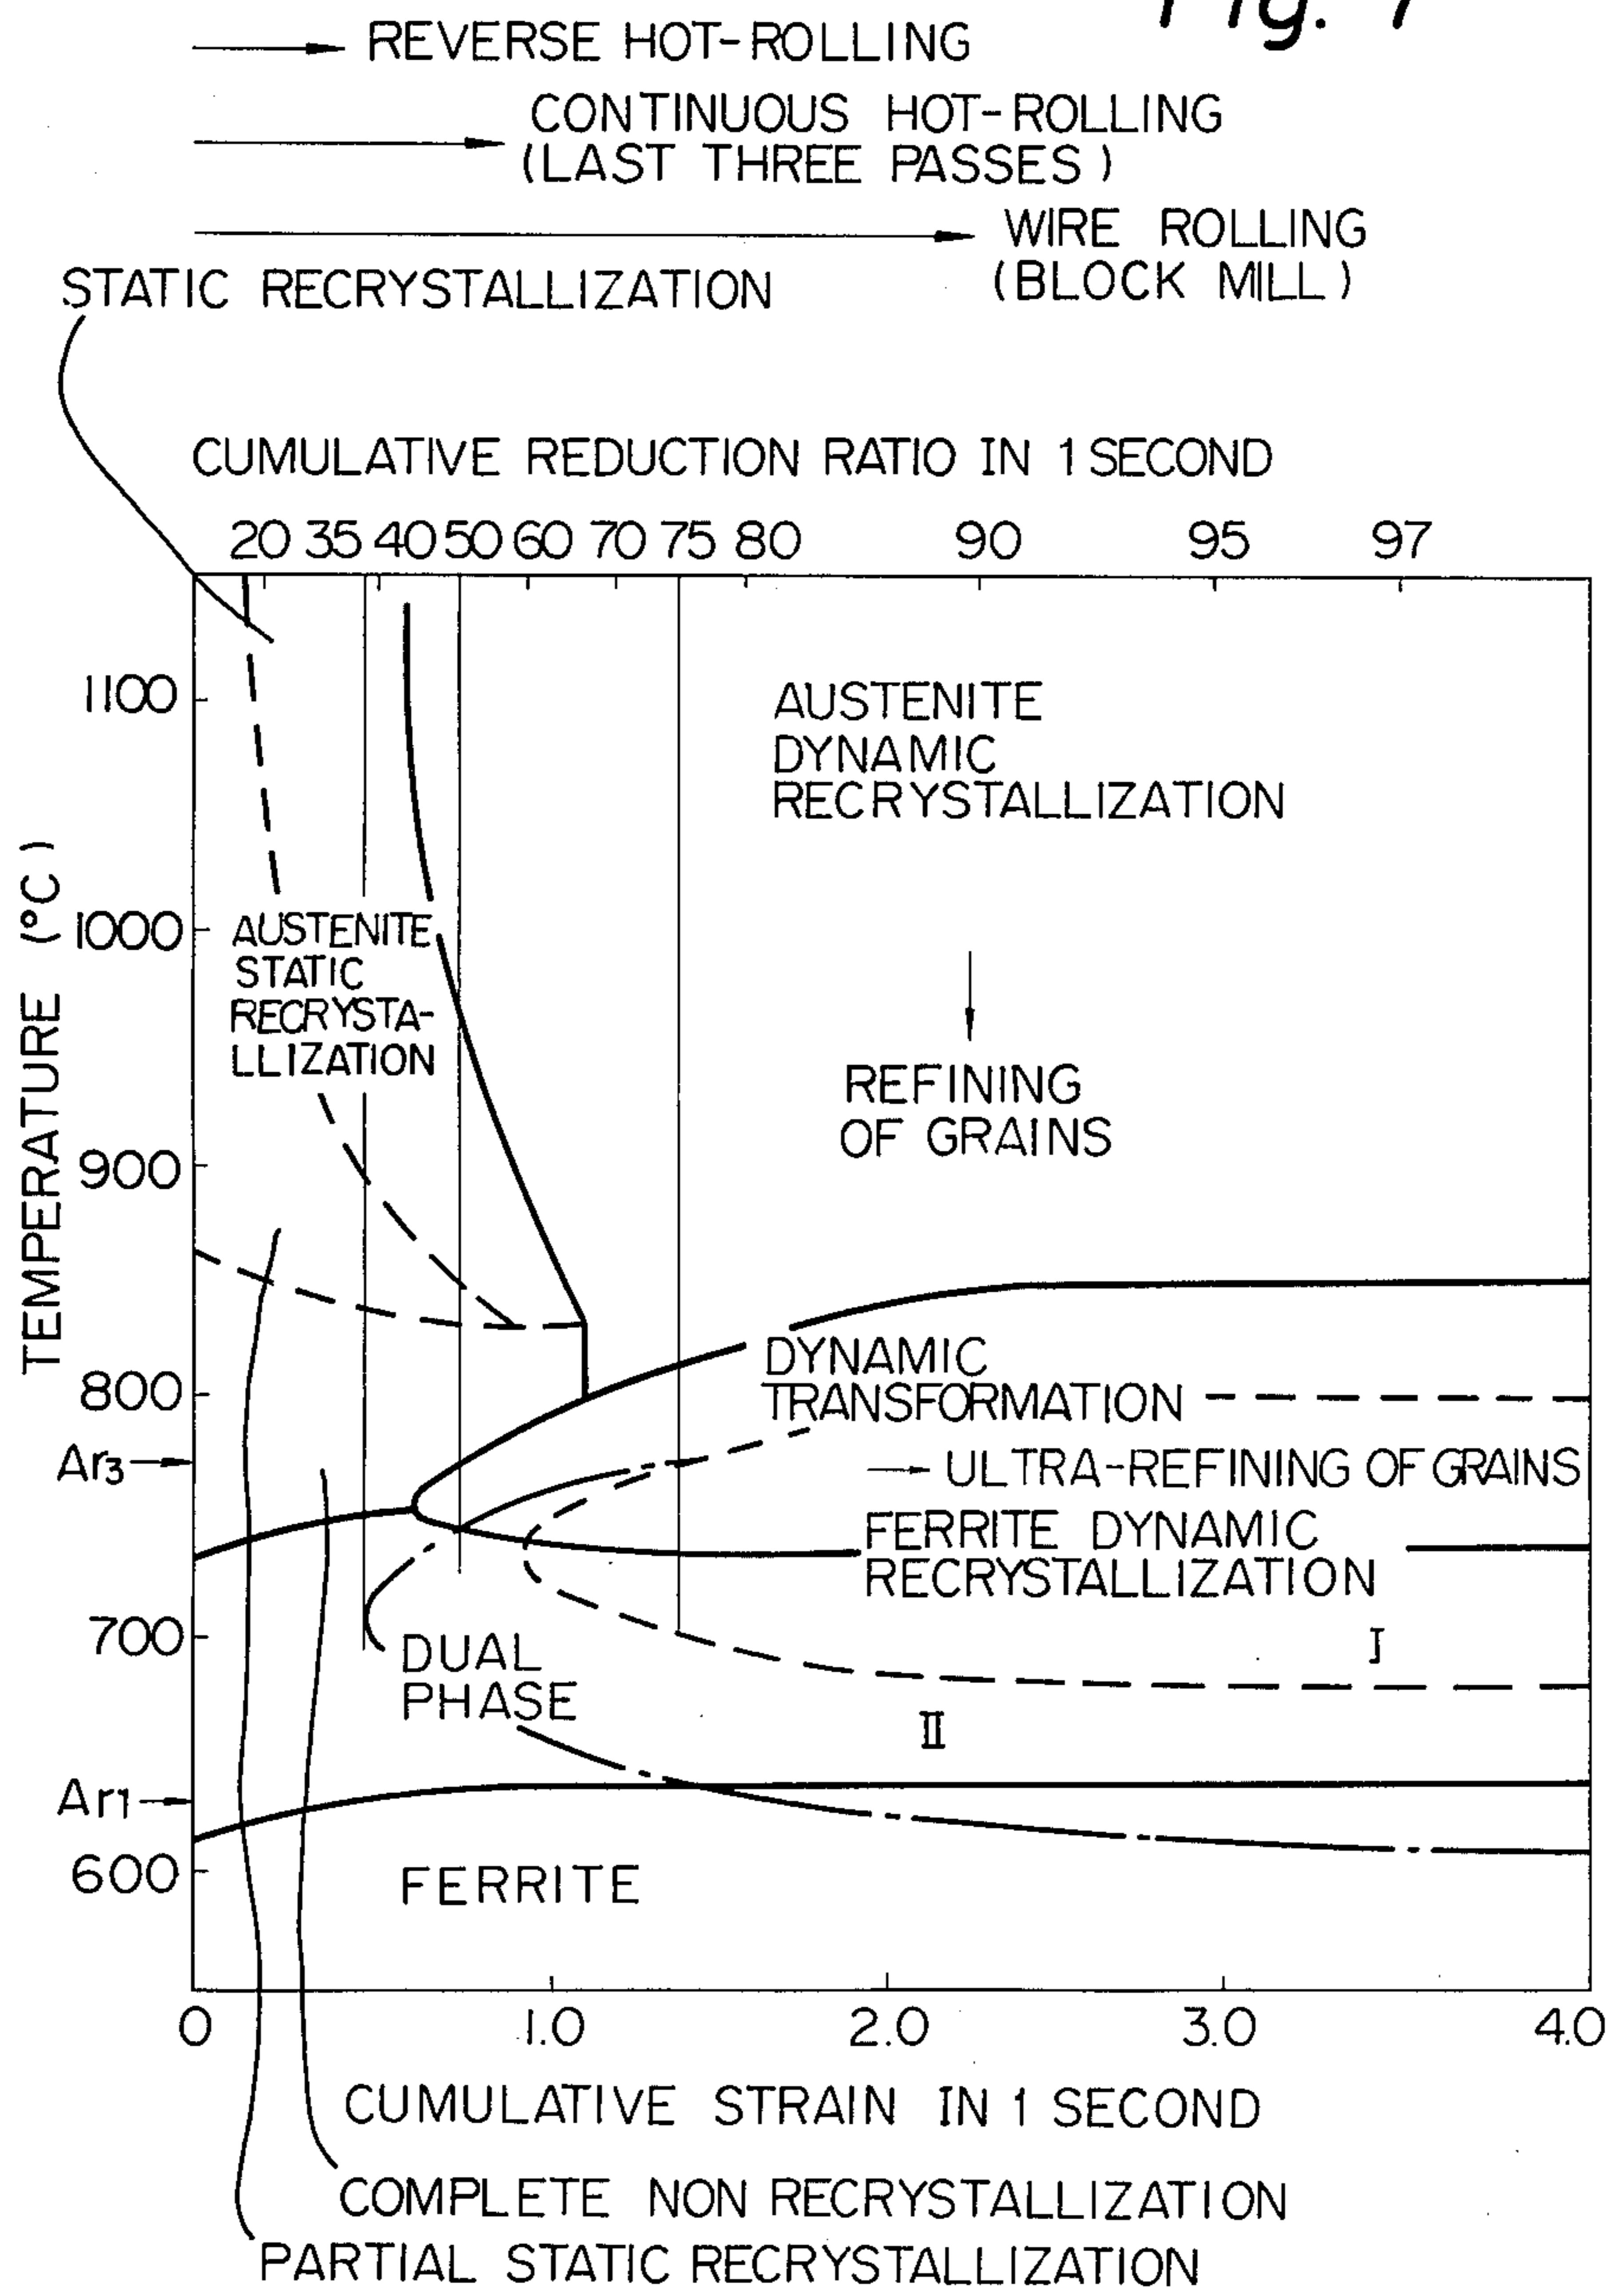 Fig. 1
REVERSE HOT-ROLLING
CONTINUOUS HOT-ROLLING
(LAST THREE PASSES)
WIRE ROLLING
(BLOCK MILL)
STATIC RECRYSTALLIZATION
CUMULATIVE REDUCTION RATIO IN 1 SECOND
20 35 40 50 60 70 75 80 90 95 97
1100
AUSTENITE
DYNAMIC
RECRYSTALLIZATION
TEMPERATURE (°C)
1000
AUSTENITE
STATIC
RECRYSTA-
LLIZATION
REFINING
OF GRAINS
900
DYNAMIC
TRANSFORMATION
800
Ar3
ULTRA-REFINING OF GRAINS
FERRITE DYNAMIC
RECRYSTALLIZATION
700
I
DUAL
PHASE
II
Ar1
600
FERRITE
0 1.0 2.0 3.0 4.0
CUMULATIVE STRAIN IN 1 SECOND
COMPLETE NON RECRYSTALLIZATION
PARTIAL STATIC RECRYSTALLIZATION